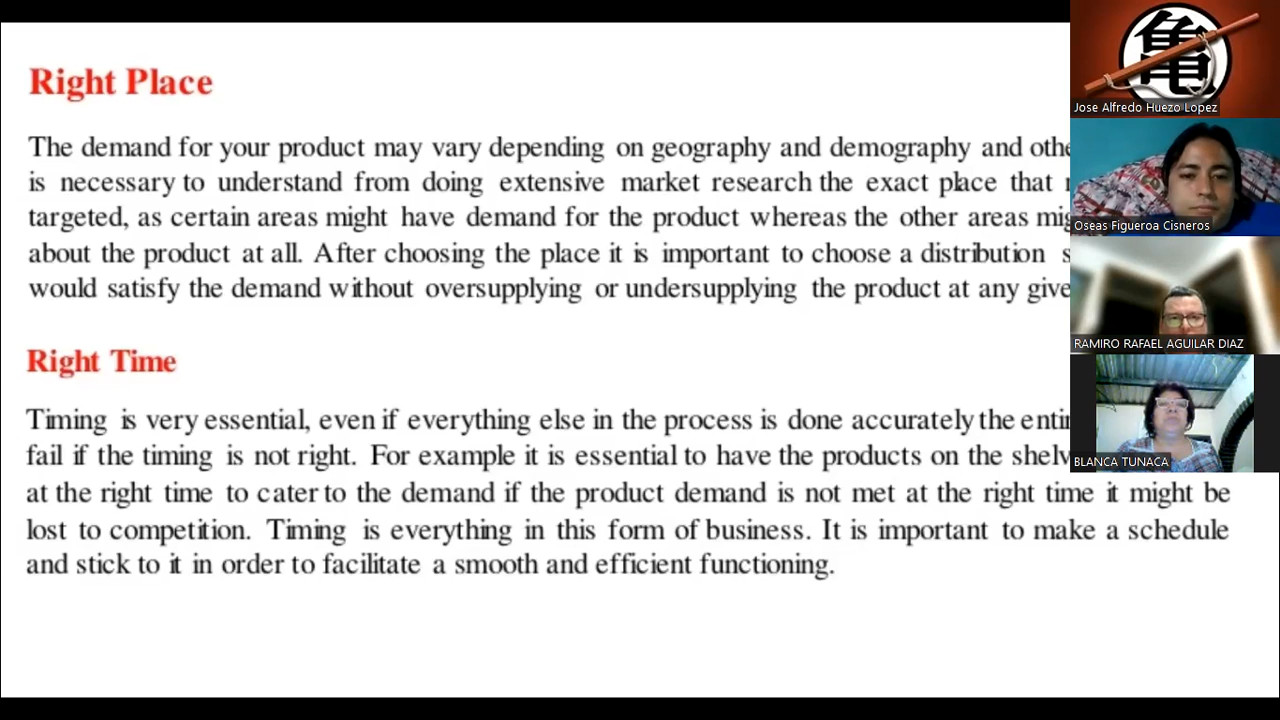 Right Place
The demand for your product may vary depending on geography and demography and
is necessary to understand from doing extensive market research the exact place that
targeted, as certain areas might have demand for the product whereas the other areas
about the product at all. After choosing the place it is important to choose a distribution
would satisfy the demand without oversupplying or undersupplying the product at any
Right Time
Timing is very essential, even if everything else in the process is done accurately the
fail if the timing is not right. For example it is essential to have the products on the
at the right time to cater to the demand if the product demand is not met at the right time it might be
lost to competition. Timing is everything in this form of business. It is important to make a schedule
and stick to it in order to facilitate a smooth and efficient functioning.
亀
Jose Alfredo Huezo Lopez
Oseas Figueroa Cisneros
RAMIRO RAFAEL AGUILAR DIAZ
BLANCA TUNACA